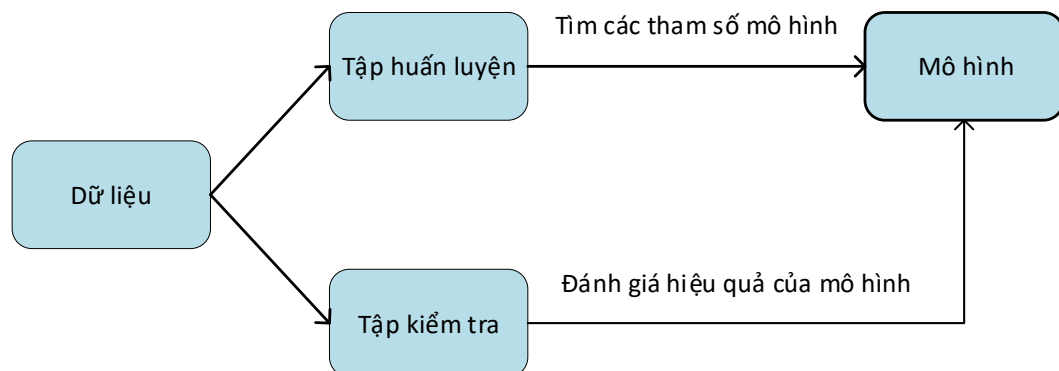 Tìm các tham số mô hình
Tập huấn luyện
Mô hình
Dữ liệu
Đánh giá hiệu quả của mô hình
Tập kiểm tra